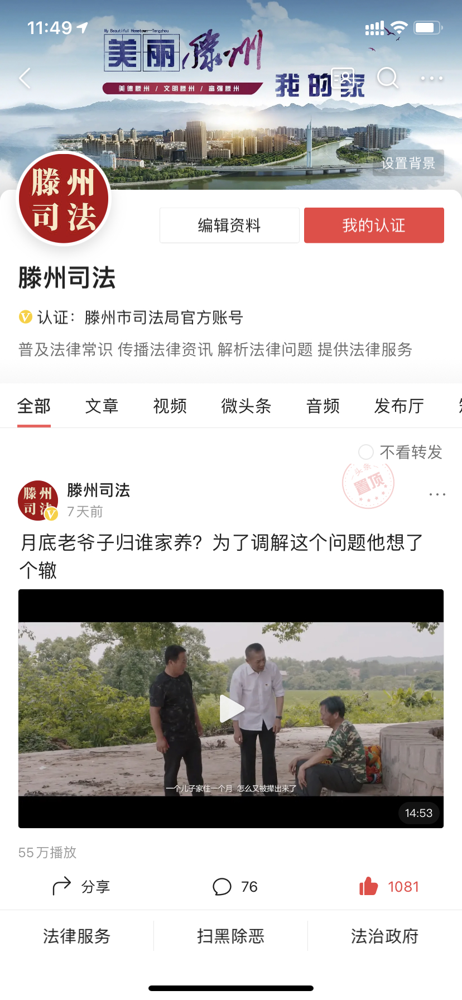 11:49
My Beautiful Hometown—Tengzhou
美丽滕州
美德滕州 / 文明滕州 / 富强滕州
我的家
设置背景
滕州
司法
编辑资料
我的认证
滕州司法
认证：滕州市司法局官方账号
普及法律常识 传播法律资讯 解析法律问题 提供法律服务
全部 文章 视频 微头条 音频 发布厅
不看转发
头条
置顶
滕州
司法
滕州司法
7天前
月底老爷子归谁家养？为了调解这个问题他想了
个辙
一个儿子家住一个月 怎么又被撵出来了
14:53
55万播放
分享 76 1081
法律服务 扫黑除恶 法治政府